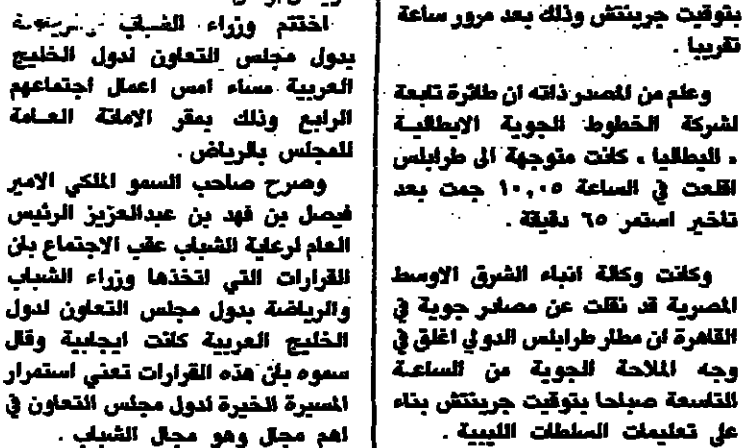 بتوقيت جرينتش وذلك بعد مرور ساعة
تقريبا .
وعلم من المصدر ذاته ان طائرة تابعة
لشركة الخطوط الجوية الايطاليـة
« اليطاليا » كانت متوجهة الى طرابلس
اقلعت في الساعة ١٠,٠٥ جمت بعد
تاخير استمر ٦٥ دقيقة .
وكانت وكالة انباء الشرق الاوسط
المصرية قد نقلت عن مصادر جوية في
القاهرة ان مطار طرابلس الدولي اغلق في
وجه الملاحة الجوية من الساعـة
التاسعة صباحا بتوقيت جرينتش بناء
على تعليمات السلطات الليبية .
اختتم وزراء الشباب
بدول مجلس التعاون لدول الخليج
العربية مساء امس اعمال اجتماعهم
الرابع وذلك بمقر الامانة العـامة
للمجلس بالرياض .
وصرح صاحب السمو الملكي الامير
فيصل بن فهد بن عبدالعزيز الرئيس
العام لرعاية الشباب عقب الاجتماع بان
القرارات التي اتخذها وزراء الشباب
والرياضة بدول مجلس التعاون لدول
الخليج العربية كانت ايجابية وقال
سموه بان هذه القرارات تعني استمرار
المسيرة الخيرة لدول مجلس التعاون في
اهم مجال وهو مجال الشباب .